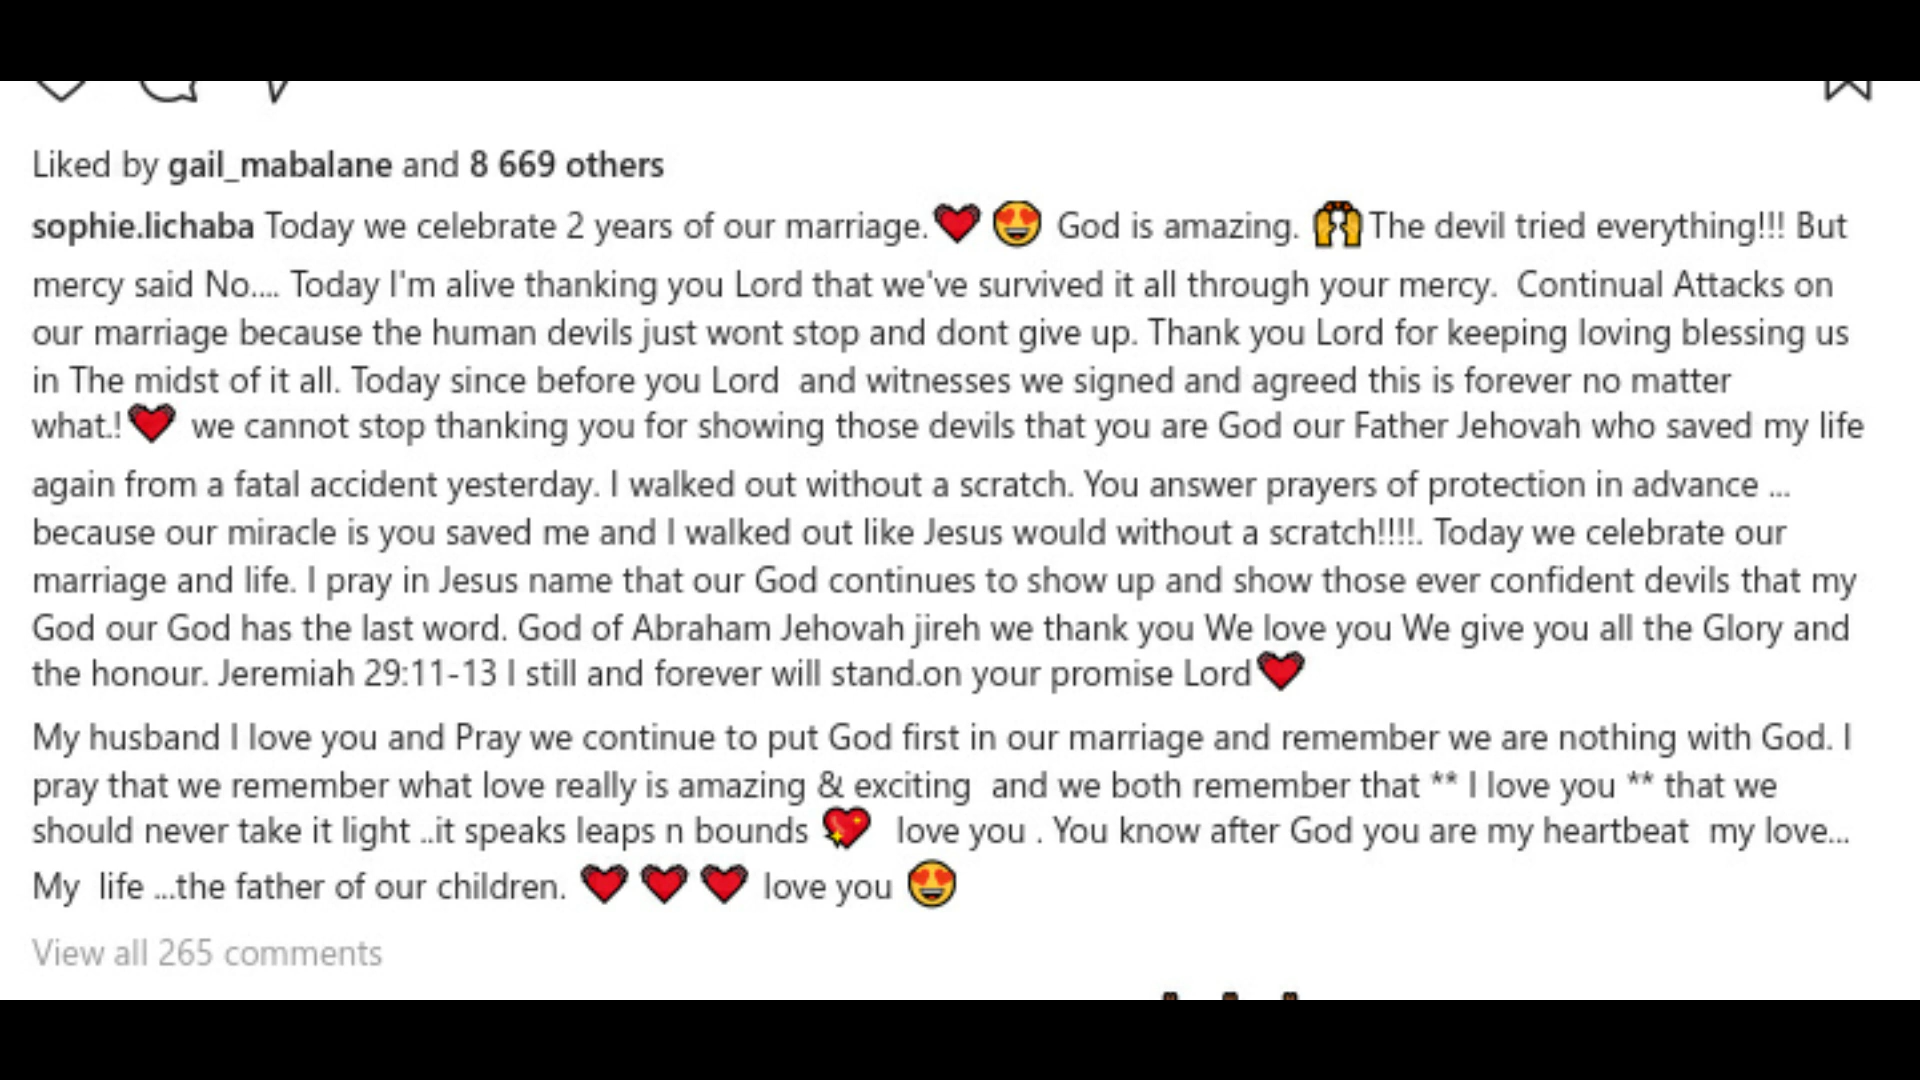 Liked by gail_mabalane and 8 669 others
sophie.lichaba Today we celebrate 2 years of our marriage.❤️😍 God is amazing. 🙌The devil tried everything!!! But
mercy said No.... Today I'm alive thanking you Lord that we've survived it all through your mercy.  Continual Attacks on
our marriage because the human devils just wont stop and dont give up. Thank you Lord for keeping loving blessing us
in The midst of it all. Today since before you Lord  and witnesses we signed and agreed this is forever no matter
what.!❤️ we cannot stop thanking you for showing those devils that you are God our Father Jehovah who saved my life
again from a fatal accident yesterday. I walked out without a scratch. You answer prayers of protection in advance ...
because our miracle is you saved me and I walked out like Jesus would without a scratch!!!!. Today we celebrate our
marriage and life. I pray in Jesus name that our God continues to show up and show those ever confident devils that my
God our God has the last word. God of Abraham Jehovah jireh we thank you We love you We give you all the Glory and
the honour. Jeremiah 29:11-13 I still and forever will stand.on your promise Lord❤️
My husband I love you and Pray we continue to put God first in our marriage and remember we are nothing with God. I
pray that we remember what love really is amazing & exciting  and we both remember that ** I love you ** that we
should never take it light ..it speaks leaps n bounds 💖  love you . You know after God you are my heartbeat  my love...
My  life ...the father of our children. ❤️❤️❤️ love you 😍
View all 265 comments